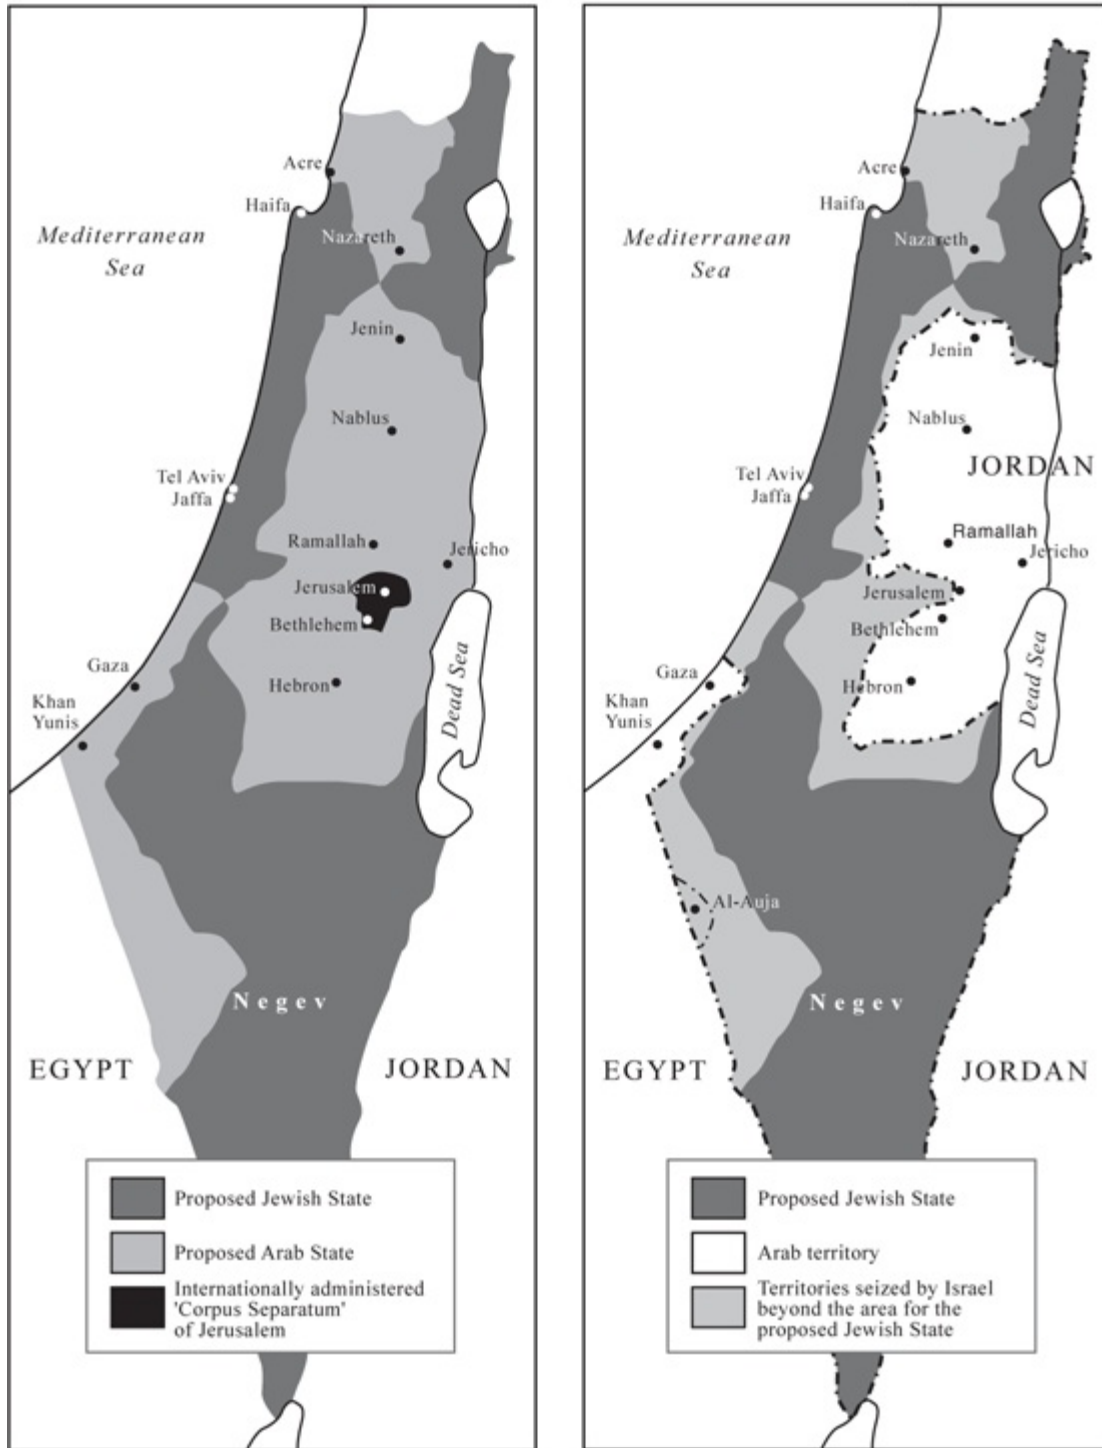 Acre
Haifa
Mediterranean
Sea
Nazareth
Jenin
Nablus
Tel Aviv
Jaffa
Ramallah
Jericho
Jerusalem
Bethlehem
Gaza
Hebron
Khan
Yunis
Dead Sea
Negev
EGYPT
JORDAN
Proposed Jewish State
Proposed Arab State
Internationally administered
'Corpus Separatum'
of Jerusalem
Acre
Haifa
Mediterranean
Sea
Nazareth
Jenin
Nablus
JORDAN
Tel Aviv
Jaffa
Ramallah
Jericho
Jerusalem
Bethlehem
Gaza
Hebron
Khan
Yunis
Dead Sea
Al-Auja
Negev
EGYPT
JORDAN
Proposed Jewish State
Arab territory
Territories seized by Israel
beyond the area for the
proposed Jewish State